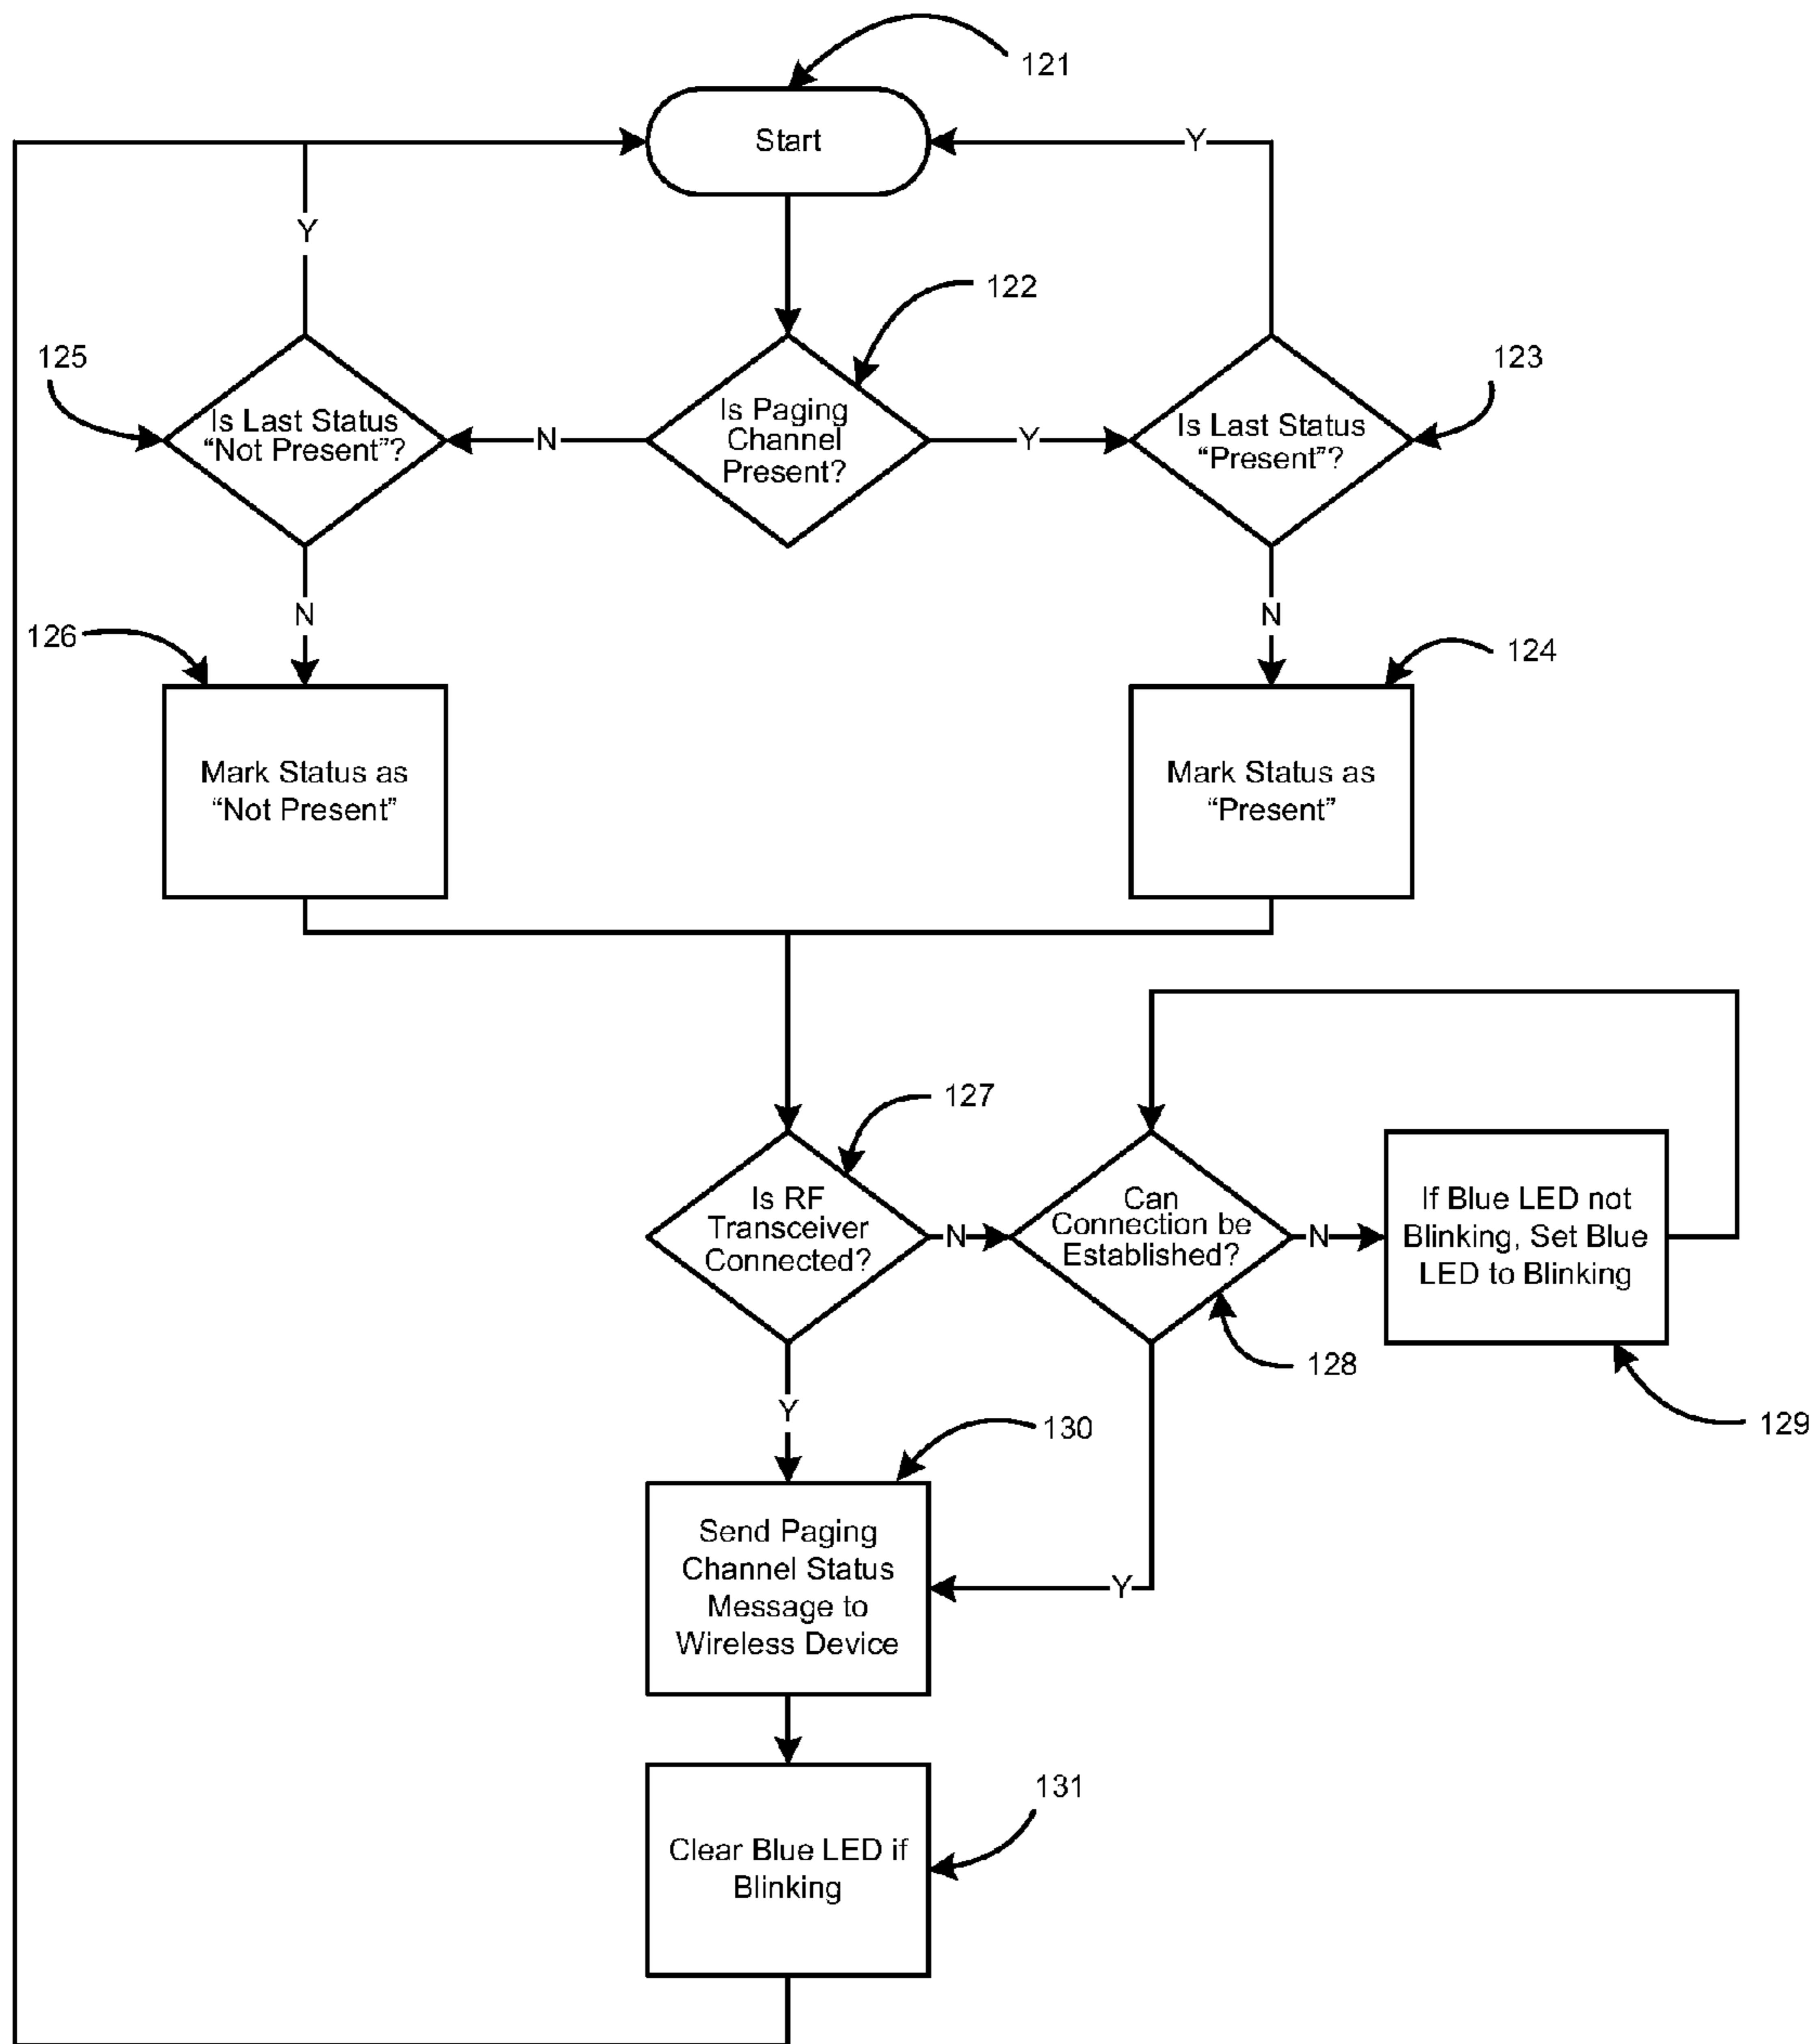 121
Start
Y
Y
122
125
123
Is Last Status
“Not Present”?
N
Is Paging
Channel
Present?
Y
Is Last Status
“Present”?
N
N
126
124
Mark Status as
“Not Present”
Mark Status as
“Present”
127
Is RF
Transceiver
Connected?
N
Can
Connection be
Established?
N
If Blue LED not
Blinking, Set Blue
LED to Blinking
128
129
Y
130
Send Paging
Channel Status
Message to
Wireless Device
Y
131
Clear Blue LED if
Blinking